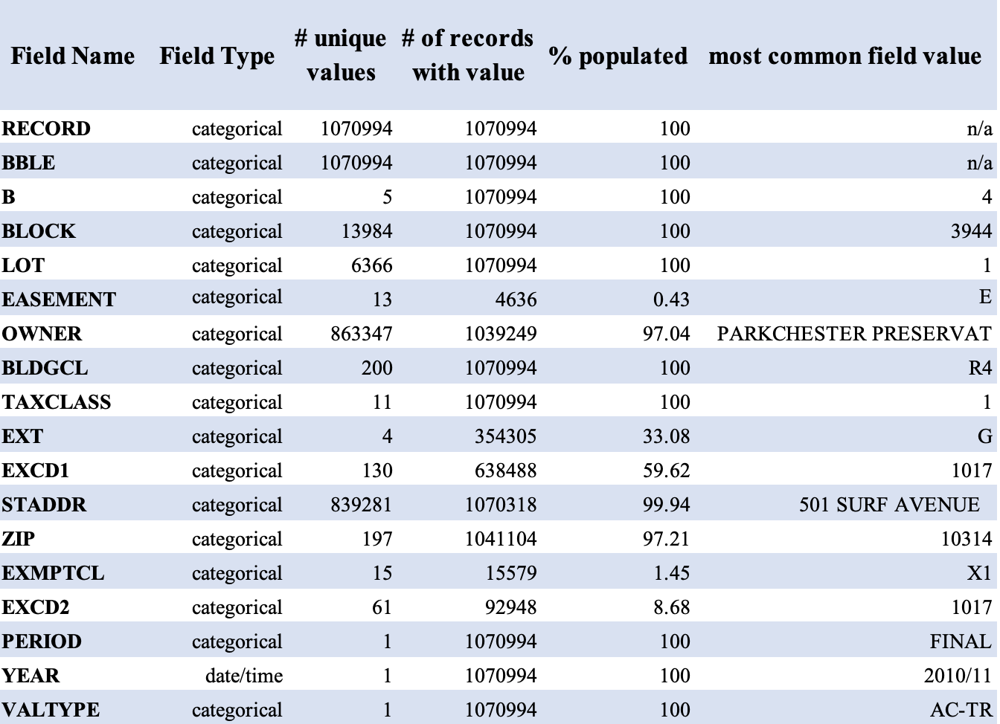 Field Name Field Type # unique values # of records with value % populated most common field value
RECORD categorical 1070994 1070994 100 n/a
BBLE categorical 1070994 1070994 100 n/a
B categorical 5 1070994 100 4
BLOCK categorical 13984 1070994 100 3944
LOT categorical 6366 1070994 100 1
EASEMENT categorical 13 4636 0.43 E
OWNER categorical 863347 1039249 97.04 PARKCHESTER PRESERVAT
BLDGCL categorical 200 1070994 100 R4
TAXCLASS categorical 11 1070994 100 1
EXT categorical 4 354305 33.08 G
EXCD1 categorical 130 638488 59.62 1017
STADDR categorical 839281 1070318 99.94 501 SURF AVENUE
ZIP categorical 197 1041104 97.21 10314
EXMPTCL categorical 15 15579 1.45 X1
EXCD2 categorical 61 92948 8.68 1017
PERIOD categorical 1 1070994 100 FINAL
YEAR date/time 1 1070994 100 2010/11
VALTYPE categorical 1 1070994 100 AC-TR